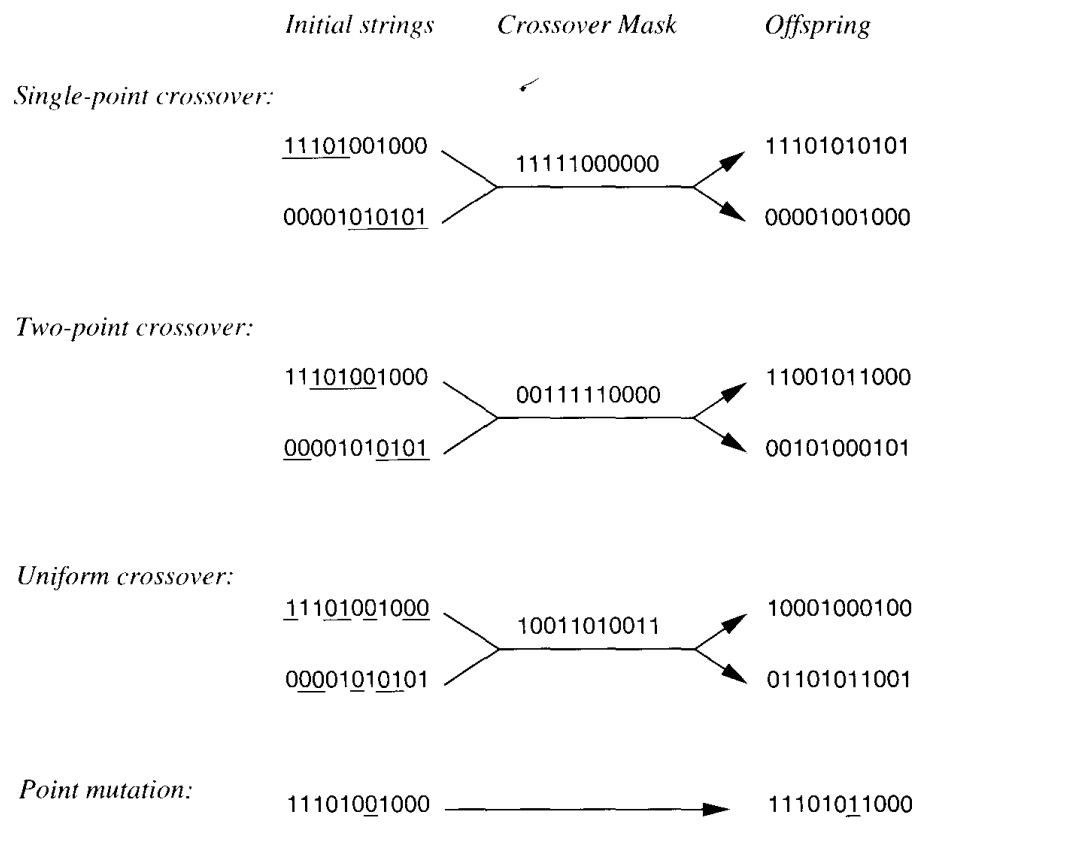 Initial strings Crossover Mask Offspring
Single-point crossover:
11101001000 11111000000 11101010101
00001010101 00001001000
Two-point crossover:
11101001000 00111110000 11001011000
00001010101 00101000101
Uniform crossover:
11101001000 10011010011 10001000100
00001010101 01101011001
Point mutation:
11101001000 11101011000